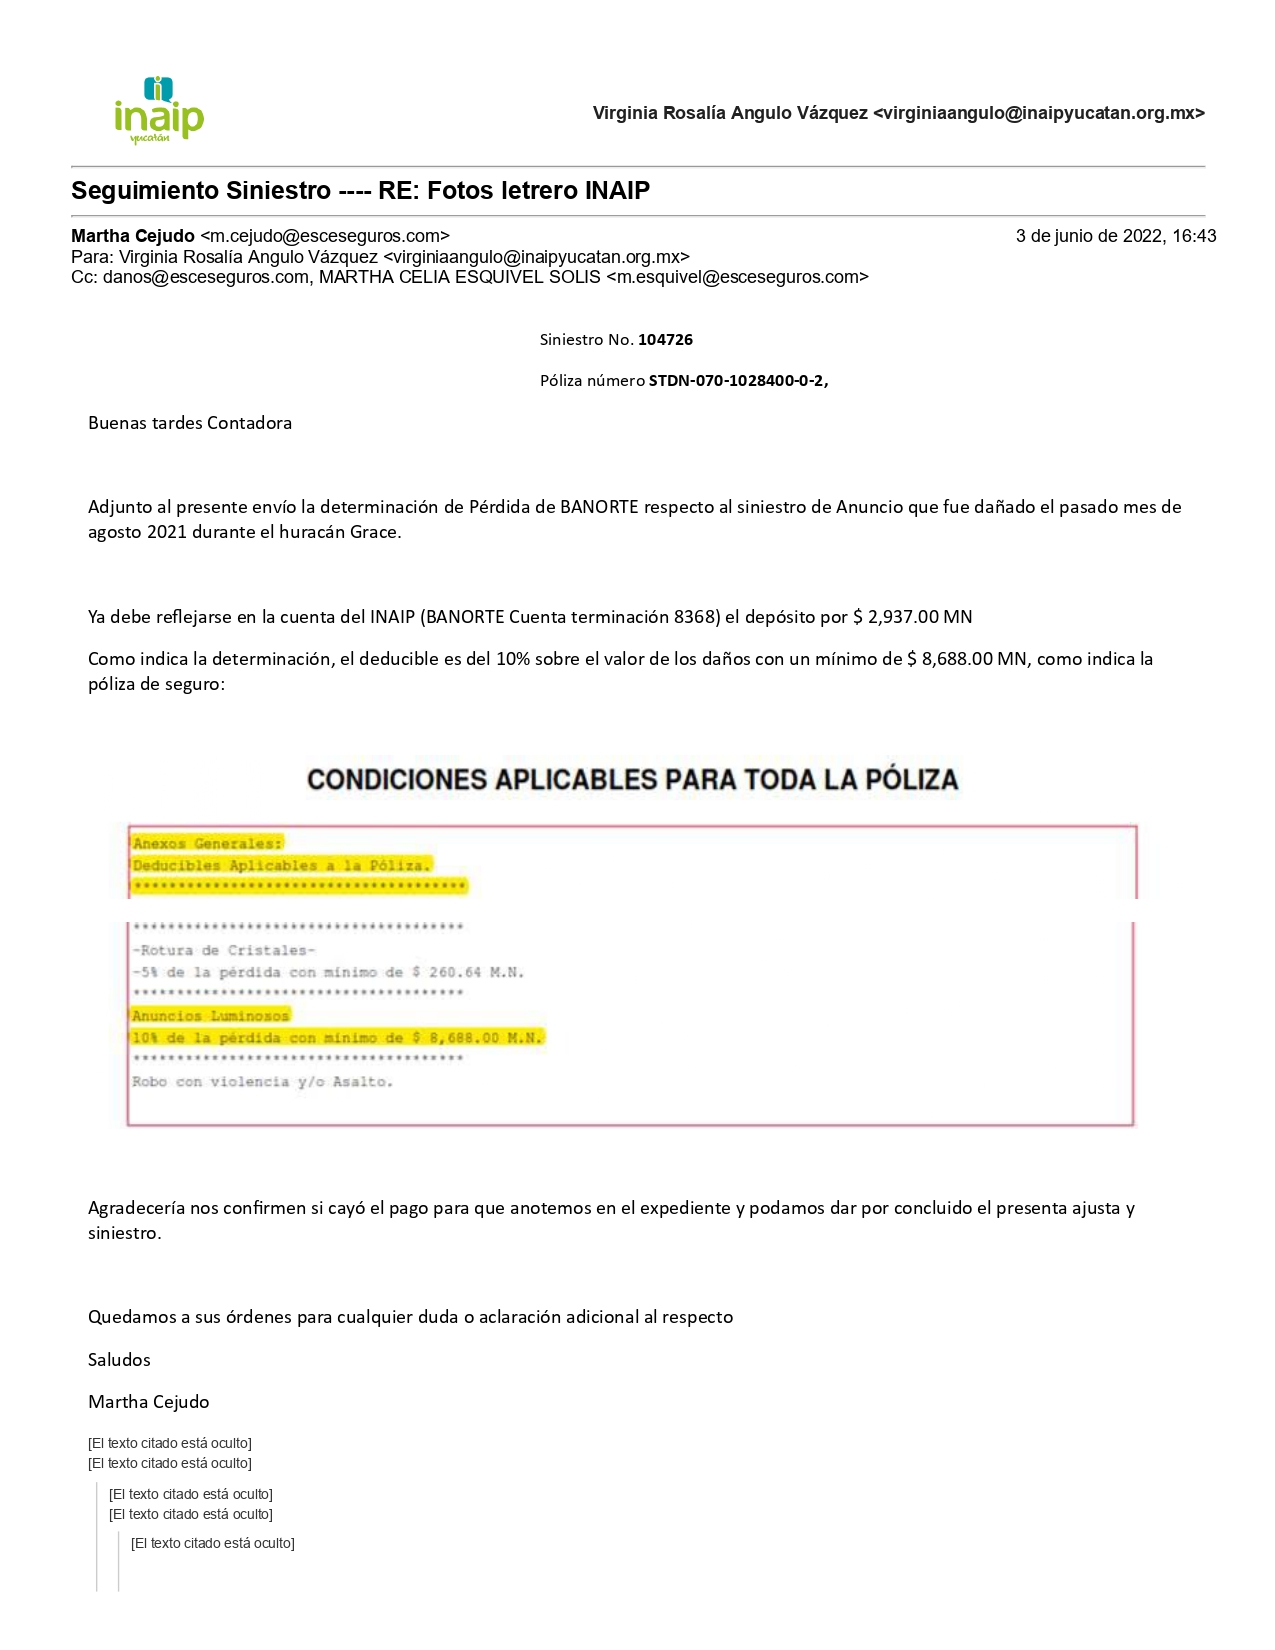 inaip
yucatán
Virginia Rosalía Angulo Vázquez <virginiaangulo@inaipyucatan.org.mx>
Seguimiento Siniestro ---- RE: Fotos letrero INAIP
Martha Cejudo <m.cejudo@esceseguros.com> 3 de junio de 2022, 16:43
Para: Virginia Rosalía Angulo Vázquez <virginiaangulo@inaipyucatan.org.mx>
Cc: danos@esceseguros.com, MARTHA CELIA ESQUIVEL SOLIS <m.esquivel@esceseguros.com>
Siniestro No. 104726
Póliza número STDN-070-1028400-0-2,
Buenas tardes Contadora
Adjunto al presente envío la determinación de Pérdida de BANORTE respecto al siniestro de Anuncio que fue dañado el pasado mes de
agosto 2021 durante el huracán Grace.
Ya debe reflejarse en la cuenta del INAIP (BANORTE Cuenta terminación 8368) el depósito por $ 2,937.00 MN
Como indica la determinación, el deducible es del 10% sobre el valor de los daños con un mínimo de $ 8,688.00 MN, como indica la
póliza de seguro:
CONDICIONES APLICABLES PARA TODA LA PÓLIZA
Anexos Generales:
Deducibles Aplicables a la Póliza.
**************************************
**************************************
-Rotura de Cristales-
-5% de la pérdida con mínimo de $ 260.64 M.N.
**************************************
Anuncios Luminosos
10% de la pérdida con mínimo de $ 8,688.00 M.N.
**************************************
Robo con violencia y/o Asalto.
Agradecería nos confirmen si cayó el pago para que anotemos en el expediente y podamos dar por concluido el presenta ajusta y
siniestro.
Quedamos a sus órdenes para cualquier duda o aclaración adicional al respecto
Saludos
Martha Cejudo
[El texto citado está oculto]
[El texto citado está oculto]
[El texto citado está oculto]
[El texto citado está oculto]
[El texto citado está oculto]